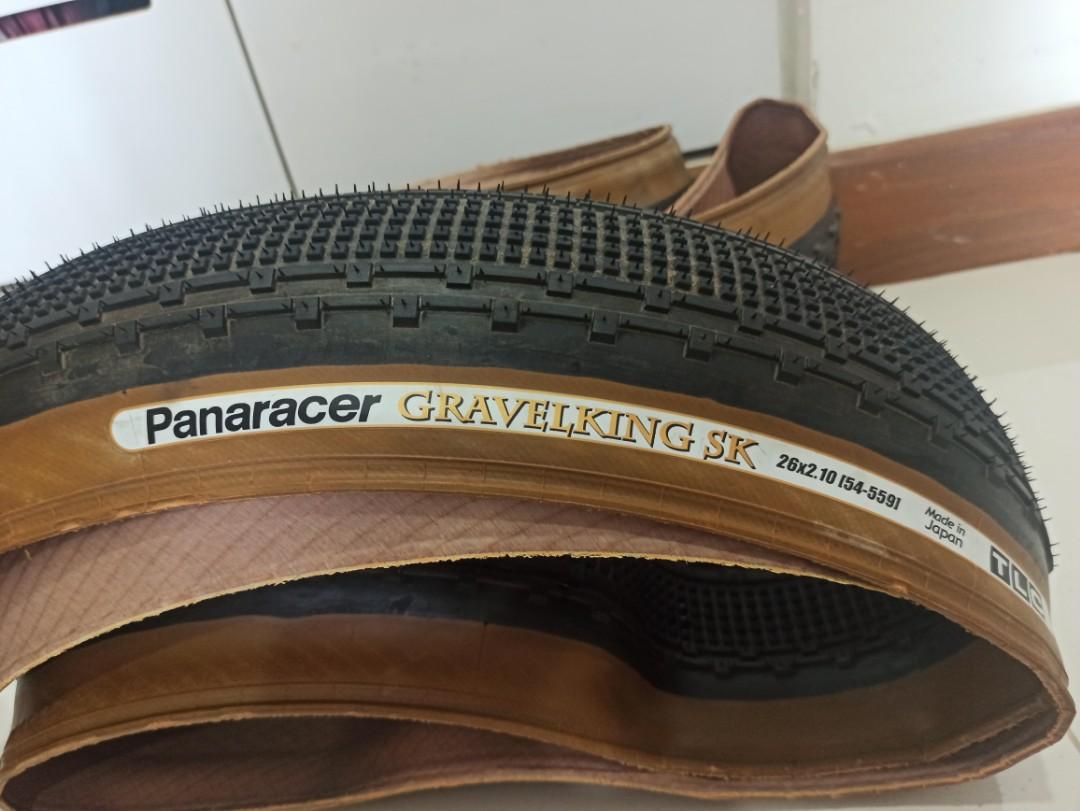 Panaracer GRAVELKING SK 26x2.10 [54-559]
Made in
Japan
TLC